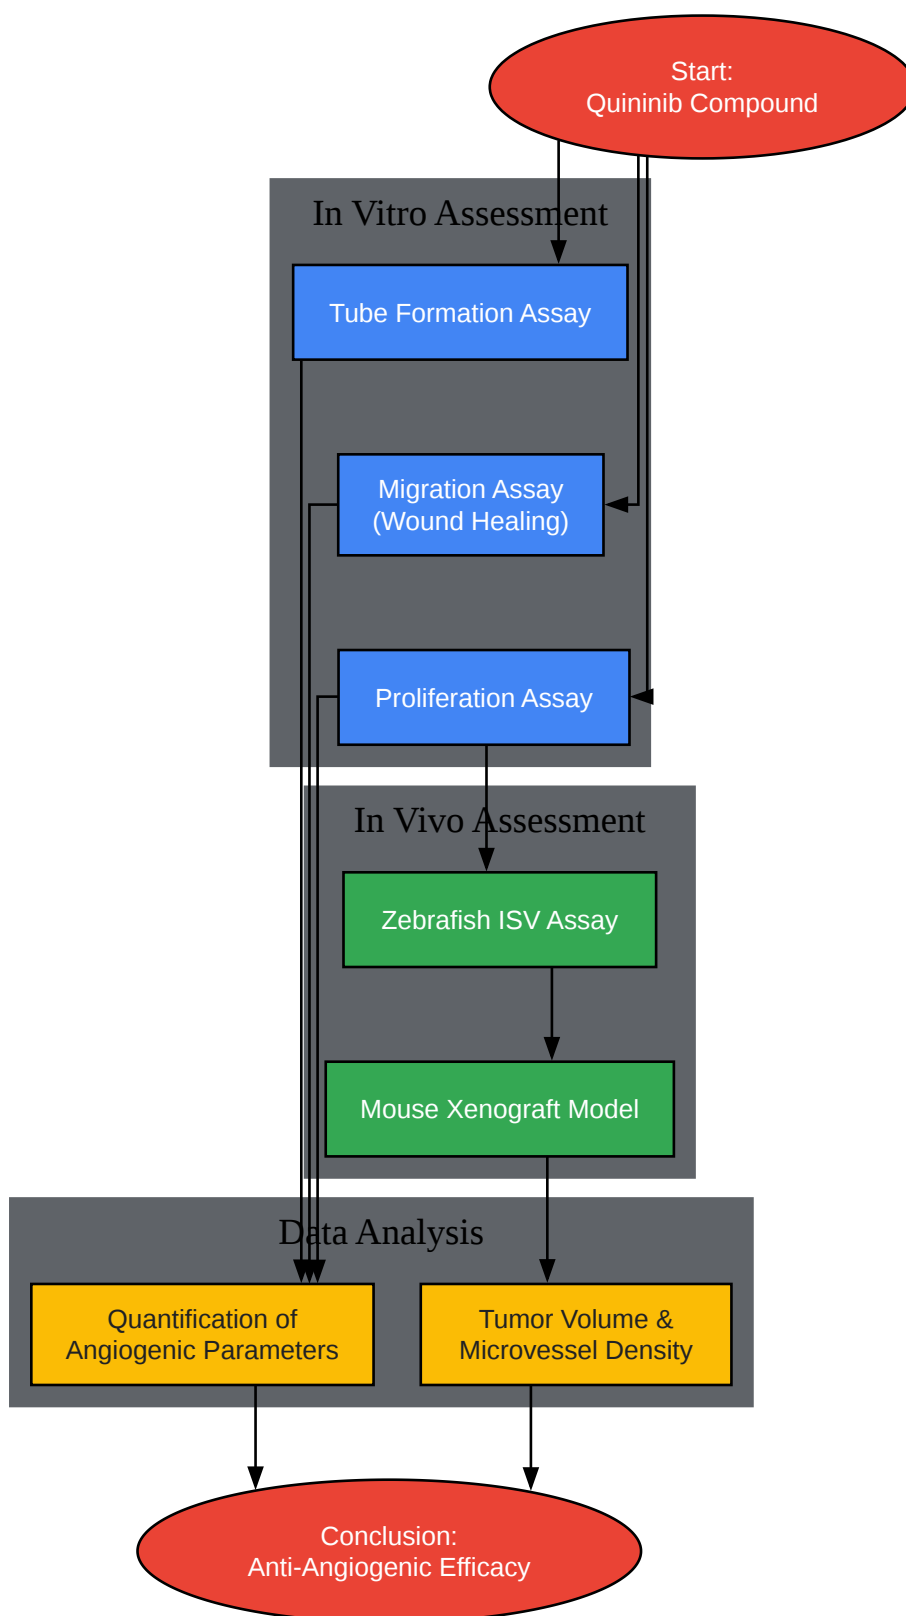 Start:
Quininib Compound
In Vitro Assessment
Tube Formation Assay
Migration Assay
(Wound Healing)
Proliferation Assay
In Vivo Assessment
Zebrafish ISV Assay
Mouse Xenograft Model
Data Analysis
Quantification of
Angiogenic Parameters
Tumor Volume &
Microvessel Density
Conclusion:
Anti-Angiogenic Efficacy